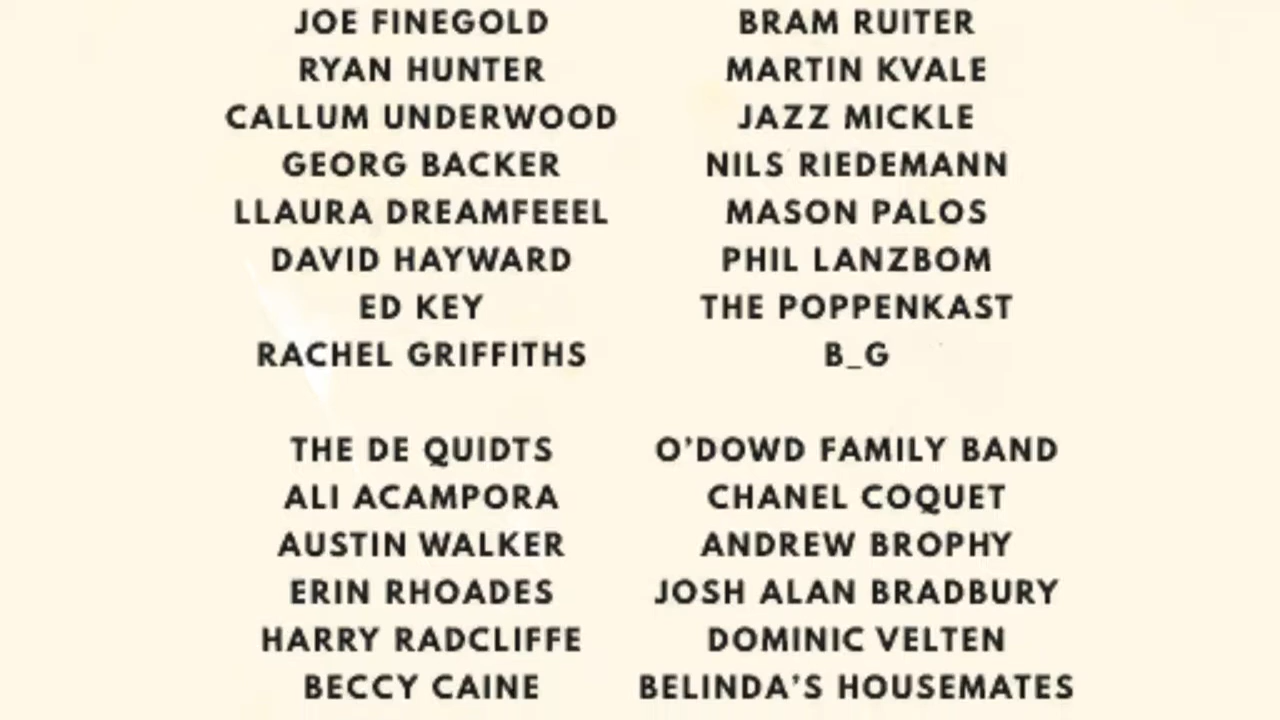 JOE FINEGOLD
RYAN HUNTER
CALLUM UNDERWOOD
GEORG BACKER
LLAURA DREAMFEEEL
DAVID HAYWARD
ED KEY
RACHEL GRIFFITHS
BRAM RUITER
MARTIN KVALE
JAZZ MICKLE
NILS RIEDEMANN
MASON PALOS
PHIL LANZBOM
THE POPPENKAST
B_G
THE DE QUIDTS
ALI ACAMPORA
AUSTIN WALKER
ERIN RHOADES
HARRY RADCLIFFE
BECCY CAINE
O’DOWD FAMILY BAND
CHANEL COQUET
ANDREW BROPHY
JOSH ALAN BRADBURY
DOMINIC VELTEN
BELINDA’S HOUSEMATES